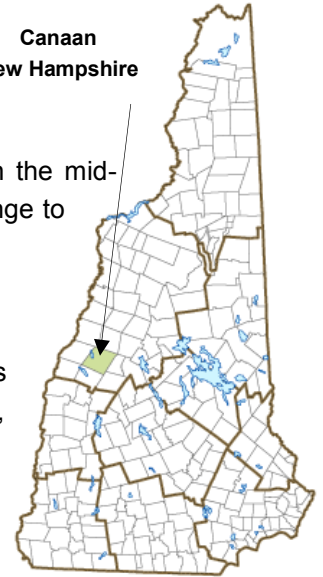 Canaan
ew Hampshire
n the mid-
nge to
s
,